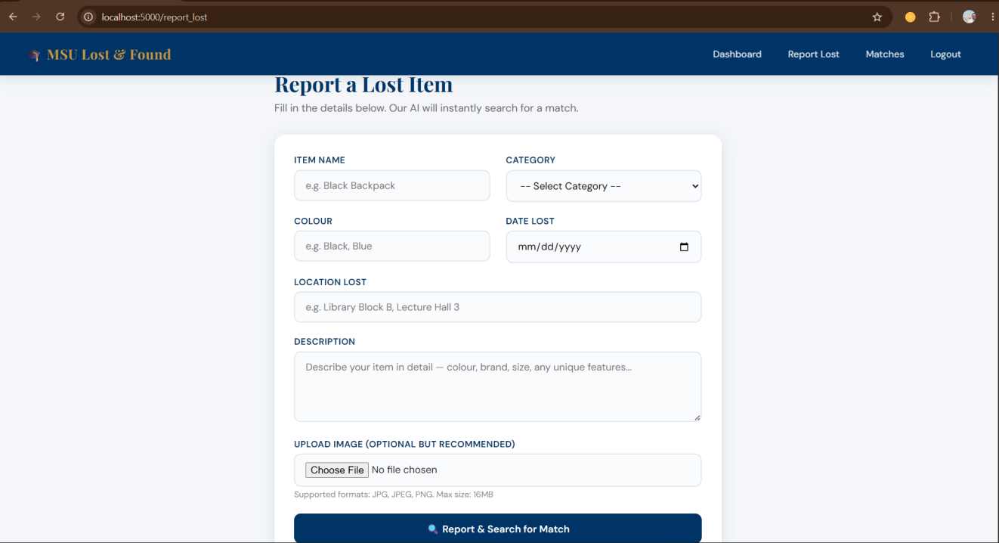 localhost:5000/report_lost
MSU Lost & Found
Dashboard Report Lost Matches Logout
Report a Lost Item
Fill in the details below. Our AI will instantly search for a match.
ITEM NAME CATEGORY
e.g. Black Backpack -- Select Category --
COLOUR DATE LOST
e.g. Black, Blue mm/dd/yyyy
LOCATION LOST
e.g. Library Block B, Lecture Hall 3
DESCRIPTION
Describe your item in detail — colour, brand, size, any unique features...
UPLOAD IMAGE (OPTIONAL BUT RECOMMENDED)
Choose File No file chosen
Supported formats: JPG, JPEG, PNG. Max size: 16MB
Report & Search for Match